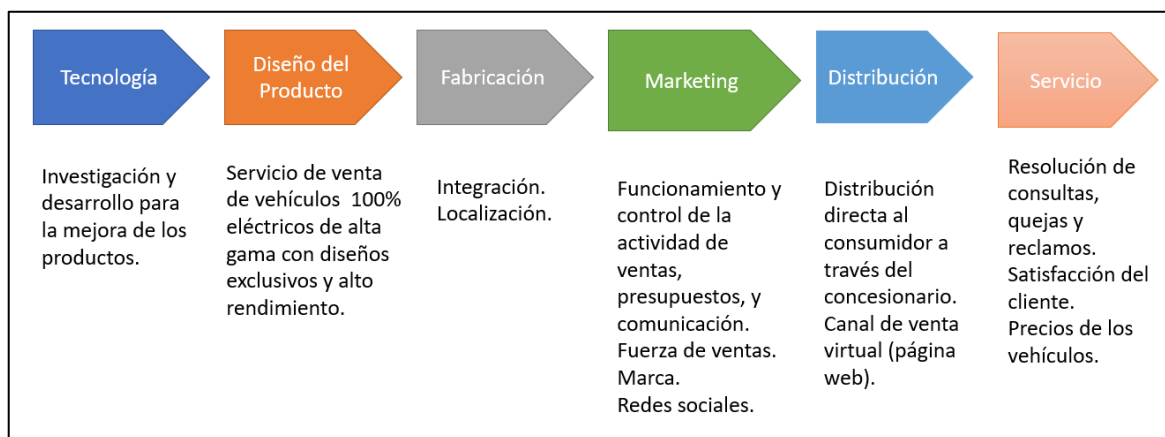 Tecnología
Diseño del
Producto
Fabricación
Marketing
Distribución
Servicio
Investigación y
desarrollo para
la mejora de los
productos.
Servicio de venta
de vehículos  100%
eléctricos de alta
gama con diseños
exclusivos y alto
rendimiento.
Integración.
Localización.
Funcionamiento y
control de la
actividad de
ventas,
presupuestos, y
comunicación.
Fuerza de ventas.
Marca.
Redes sociales.
Distribución
directa al
consumidor a
través del
concesionario.
Canal de venta
virtual (página
web).
Resolución de
consultas,
quejas y
reclamos.
Satisfacción del
cliente.
Precios de los
vehículos.